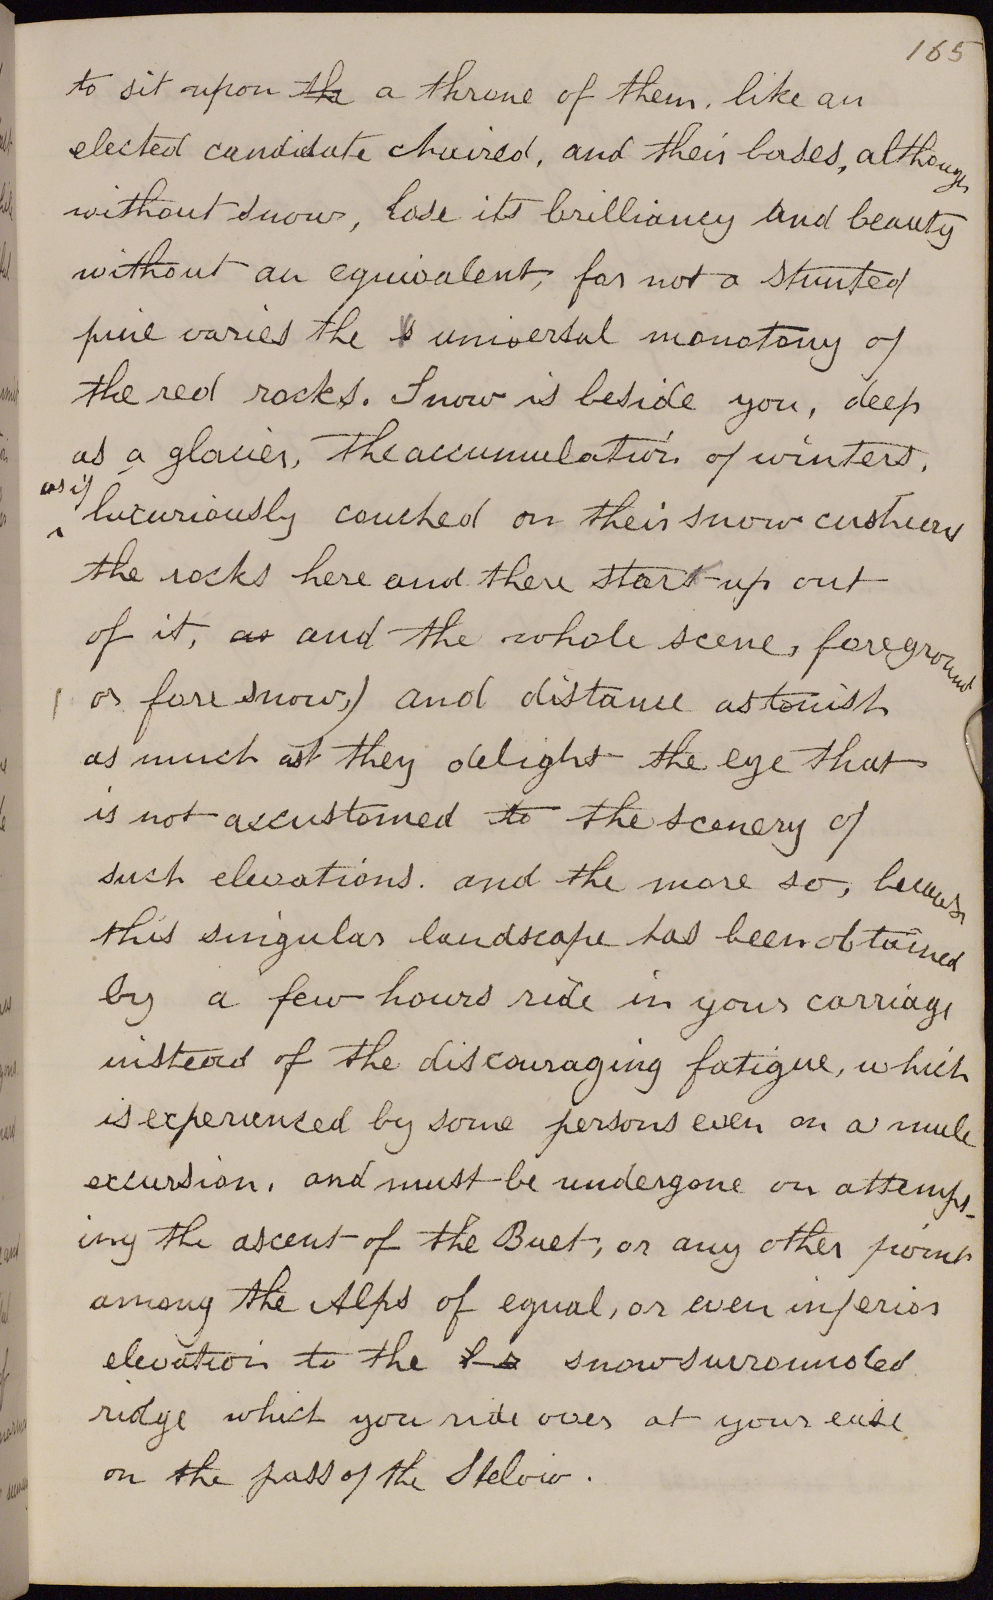 165
to sit upon the a throne of them, like an
elected candidate chaired, and their bases, although
without snow, lose its brilliancy and beauty
without an equivalent, for not a stunted
pine varies the s universal monotony of
the red rocks. Snow is beside you, deep
as a glacier, the accumulation of winters,
as if
luxuriously couched on their snow cushions
the rocks here and there start up out
of it, as and the whole scene, foreground
or fore snow,) and distance astonish
as much as they delight the eye that
is not accustomed to the scenery of
such elevations. and the more so, because
this singular landscape has been obtained
by a few hours ride in your carriage
instead of the discouraging fatigue, which
is experienced by some persons even on a mule
excursion, and must be undergone on attempt-
ing the ascent of the Buet, or any other point
among the Alps of equal, or even inferior
elevation to the snow surrounded
ridge which you ride over at your ease
on the pass of the Stelvio.